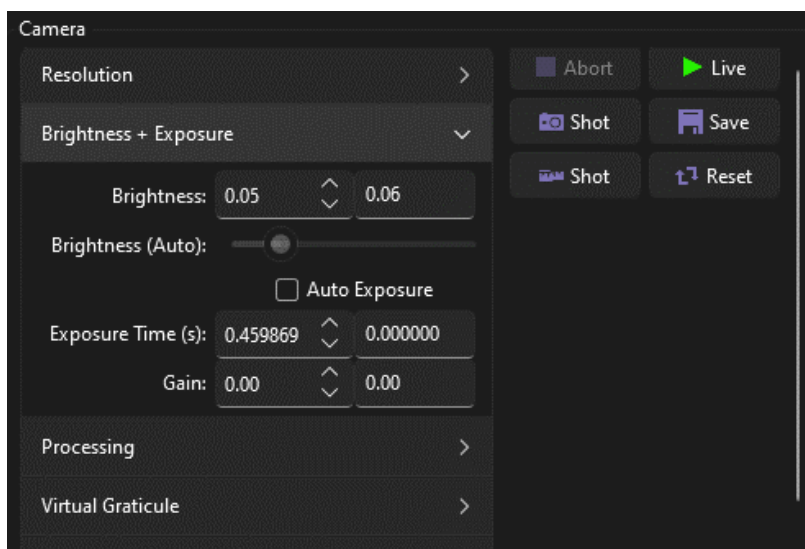 Camera
Resolution
Brightness + Exposure
Brightness: 0.05 0.06
Brightness (Auto):
Auto Exposure
Exposure Time (s): 0.459869 0.000000
Gain: 0.00 0.00
Processing
Virtual Graticule
Abort Live
Shot Save
Shot Reset